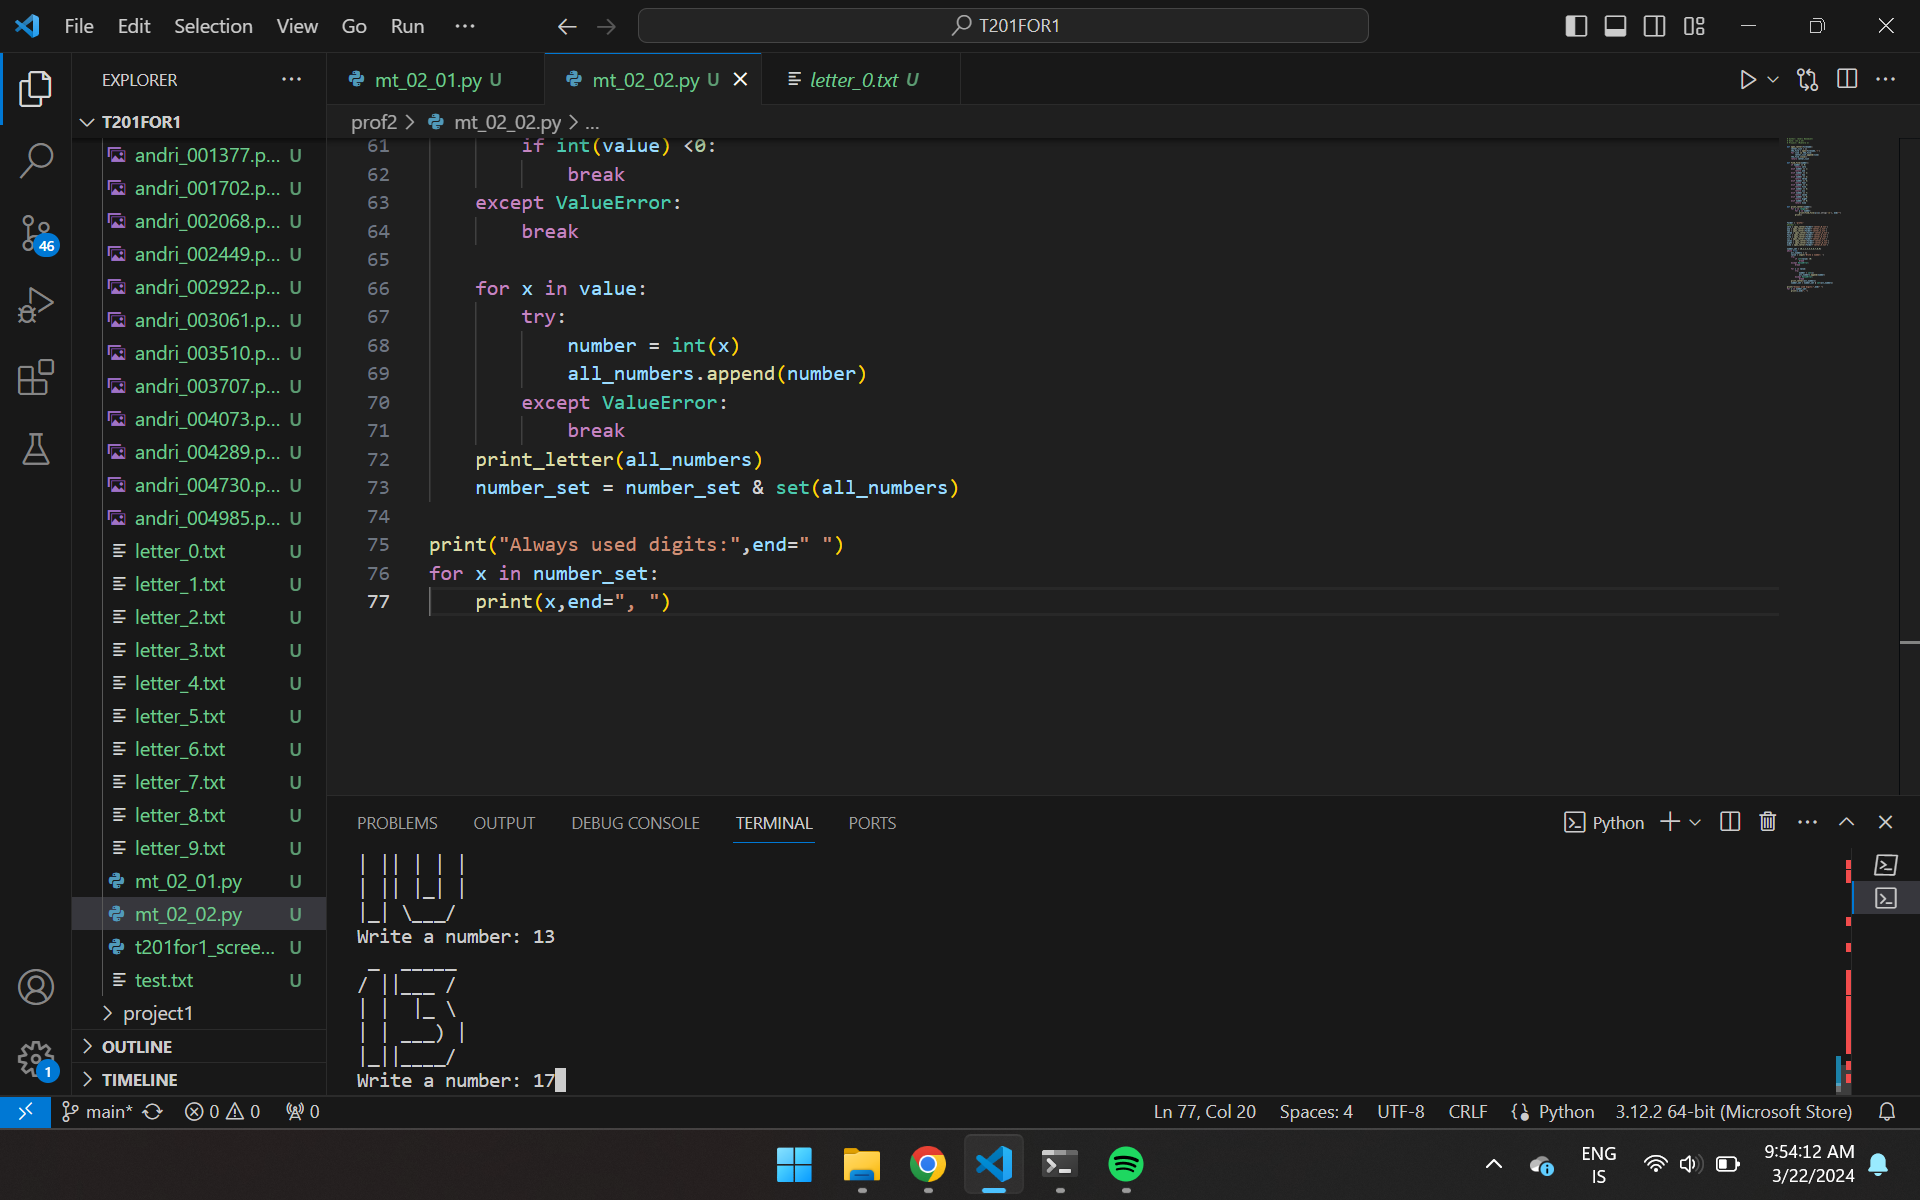 File Edit Selection View Go Run ···
T201FOR1
EXPLORER ···
mt_02_01.py U
mt_02_02.py U
letter_0.txt U
T201FOR1
prof2 > mt_02_02.py > ...
andri_001377.p... U
andri_001702.p... U
andri_002068.p... U
andri_002449.p... U
andri_002922.p... U
andri_003061.p... U
andri_003510.p... U
andri_003707.p... U
andri_004073.p... U
andri_004289.p... U
andri_004730.p... U
andri_004985.p... U
letter_0.txt U
letter_1.txt U
letter_2.txt U
letter_3.txt U
letter_4.txt U
letter_5.txt U
letter_6.txt U
letter_7.txt U
letter_8.txt U
letter_9.txt U
mt_02_01.py U
mt_02_02.py U
t201for1_scree... U
test.txt U
project1
OUTLINE
TIMELINE
46
1
61 if int(value) <0:
62 break
63 except ValueError:
64 break
65
66 for x in value:
67 try:
68 number = int(x)
69 all_numbers.append(number)
70 except ValueError:
71 break
72 print_letter(all_numbers)
73 number_set = number_set & set(all_numbers)
74
75 print("Always used digits:",end=" ")
76 for x in number_set:
77 print(x,end=", ")
PROBLEMS OUTPUT DEBUG CONSOLE TERMINAL PORTS
Python
| || | | |
| || |_| |
|_| \___/
Write a number: 13
 _  _____
/ ||___ /
| |  |_ \
| | ___) |
|_||____/
Write a number: 17
main* 0 0 0
Ln 77, Col 20 Spaces: 4 UTF-8 CRLF Python 3.12.2 64-bit (Microsoft Store)
ENG
IS
9:54:12 AM
3/22/2024